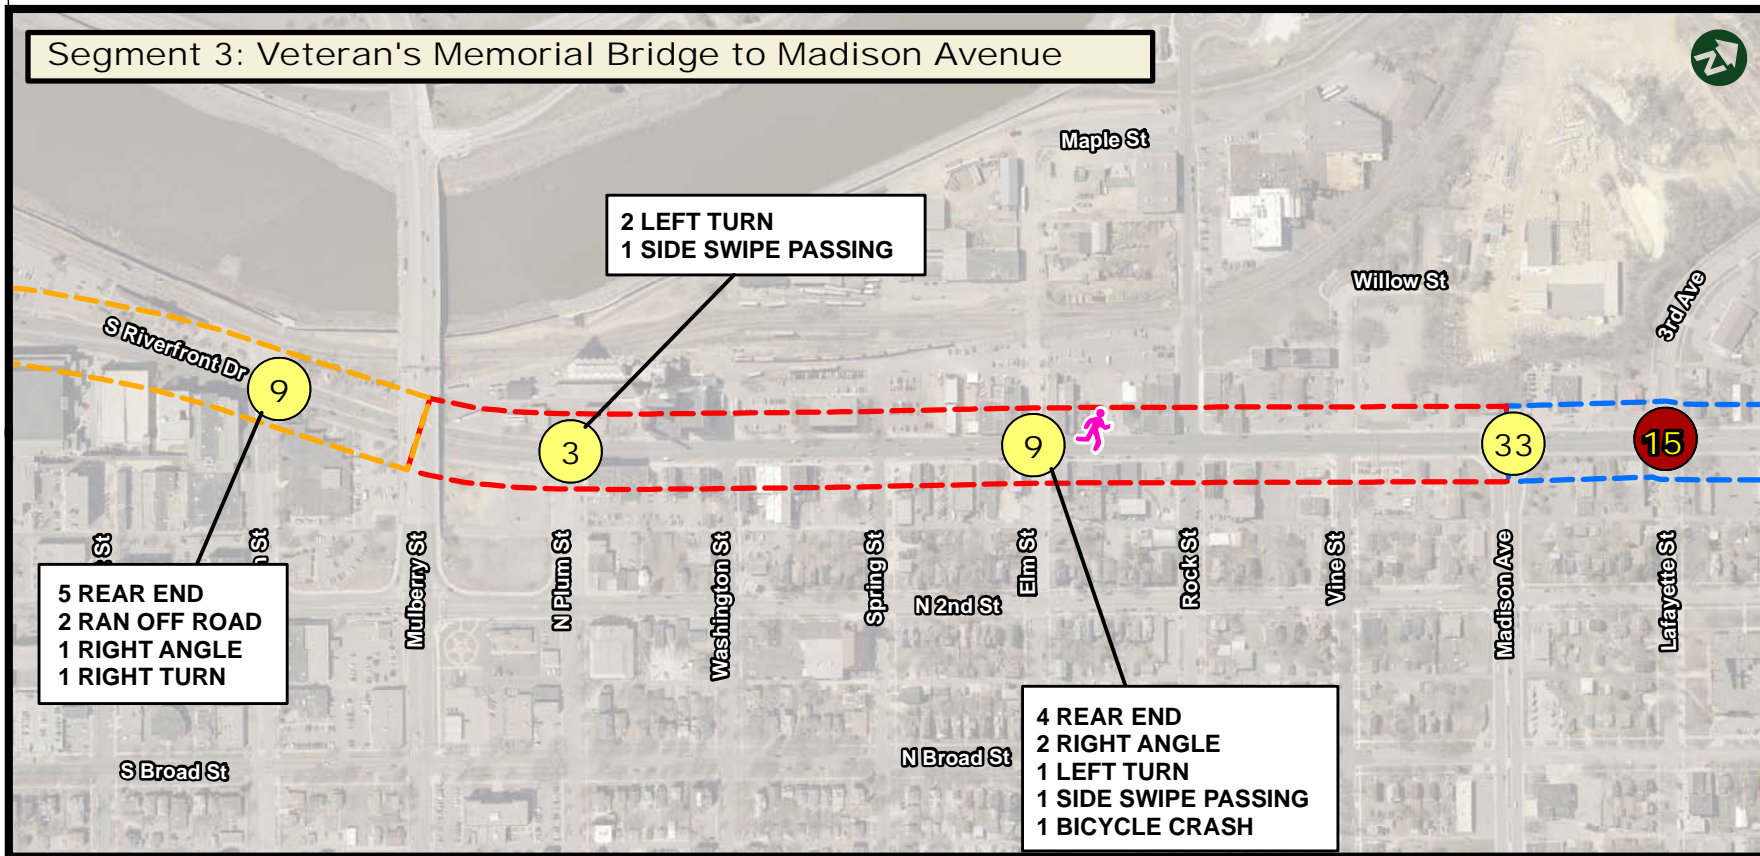 Segment 3: Veteran's Memorial Bridge to Madison Avenue
N
Maple St
2 LEFT TURN
1 SIDE SWIPE PASSING
Willow St
3rd Ave
S Riverfront Dr
9
3
9
33
15
St
St
Mulberry St
N Plum St
Washington St
Spring St
Elm St
Rock St
Vine St
Madison Ave
Lafayette St
N 2nd St
5 REAR END
2 RAN OFF ROAD
1 RIGHT ANGLE
1 RIGHT TURN
4 REAR END
2 RIGHT ANGLE
1 LEFT TURN
1 SIDE SWIPE PASSING
1 BICYCLE CRASH
S Broad St
N Broad St